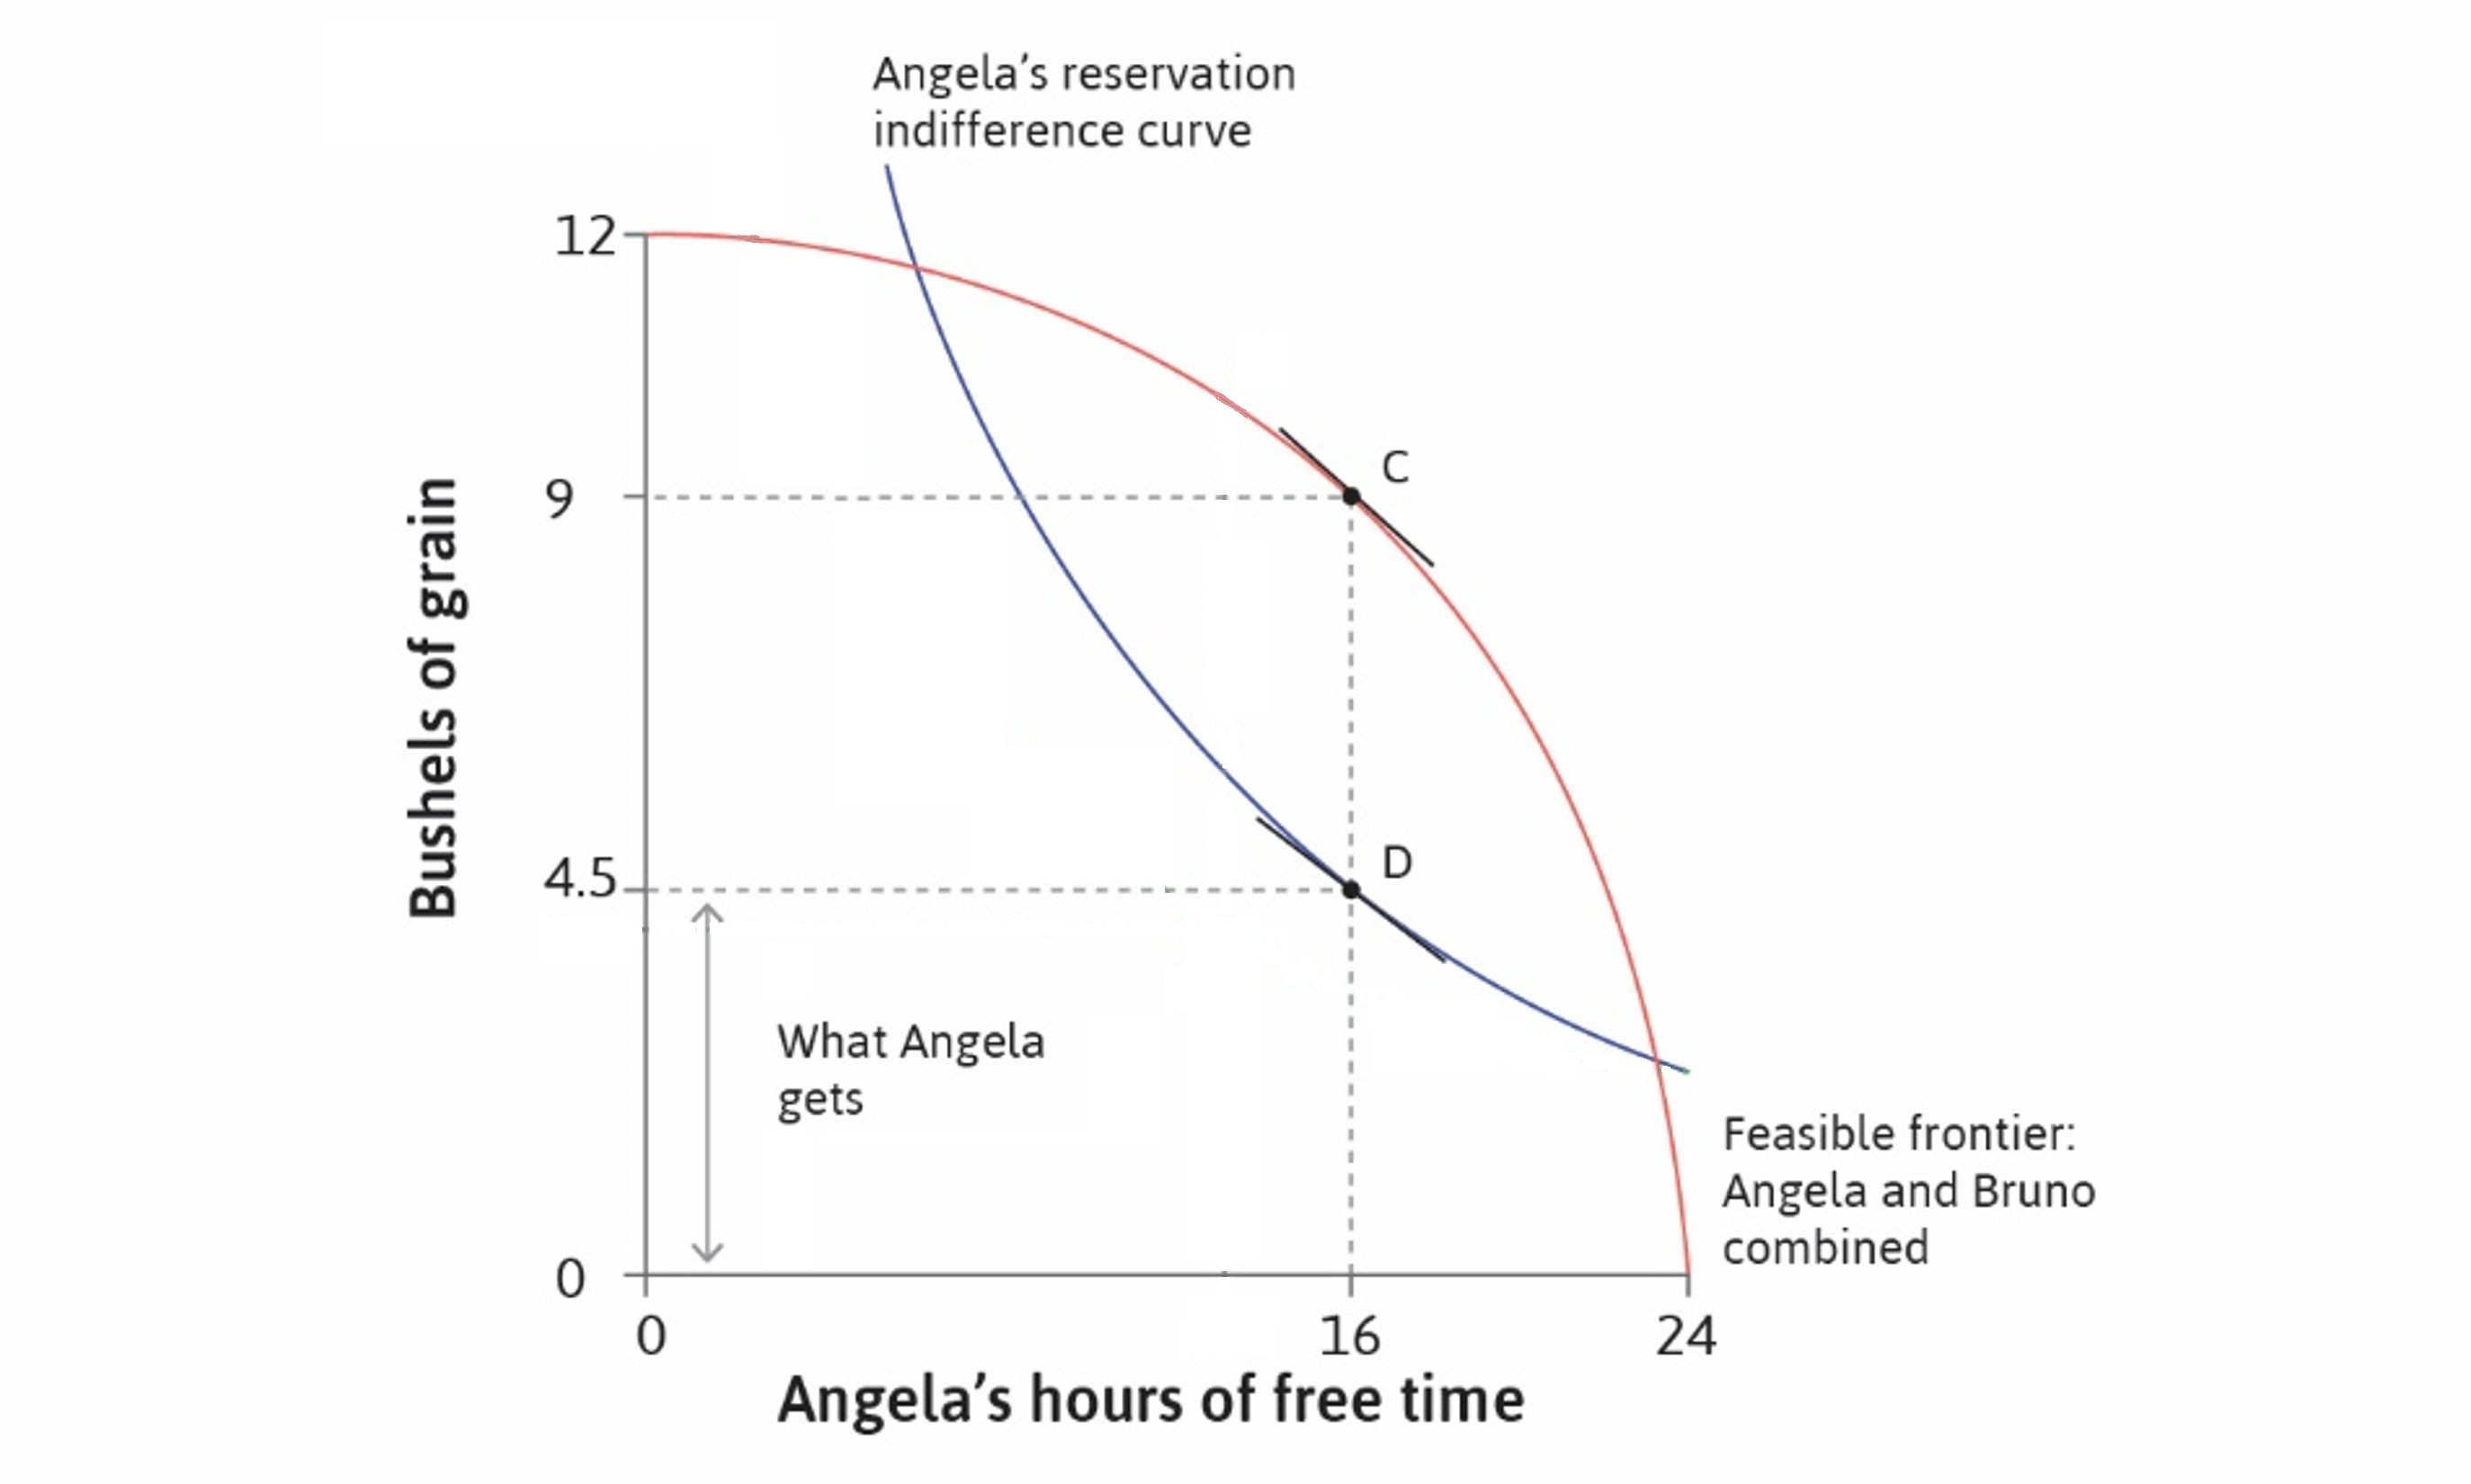 Angela’s reservation
indifference curve
12
9
C
Bushels of grain
4.5
D
What Angela
gets
Feasible frontier:
Angela and Bruno
combined
0
0
16
24
Angela’s hours of free time